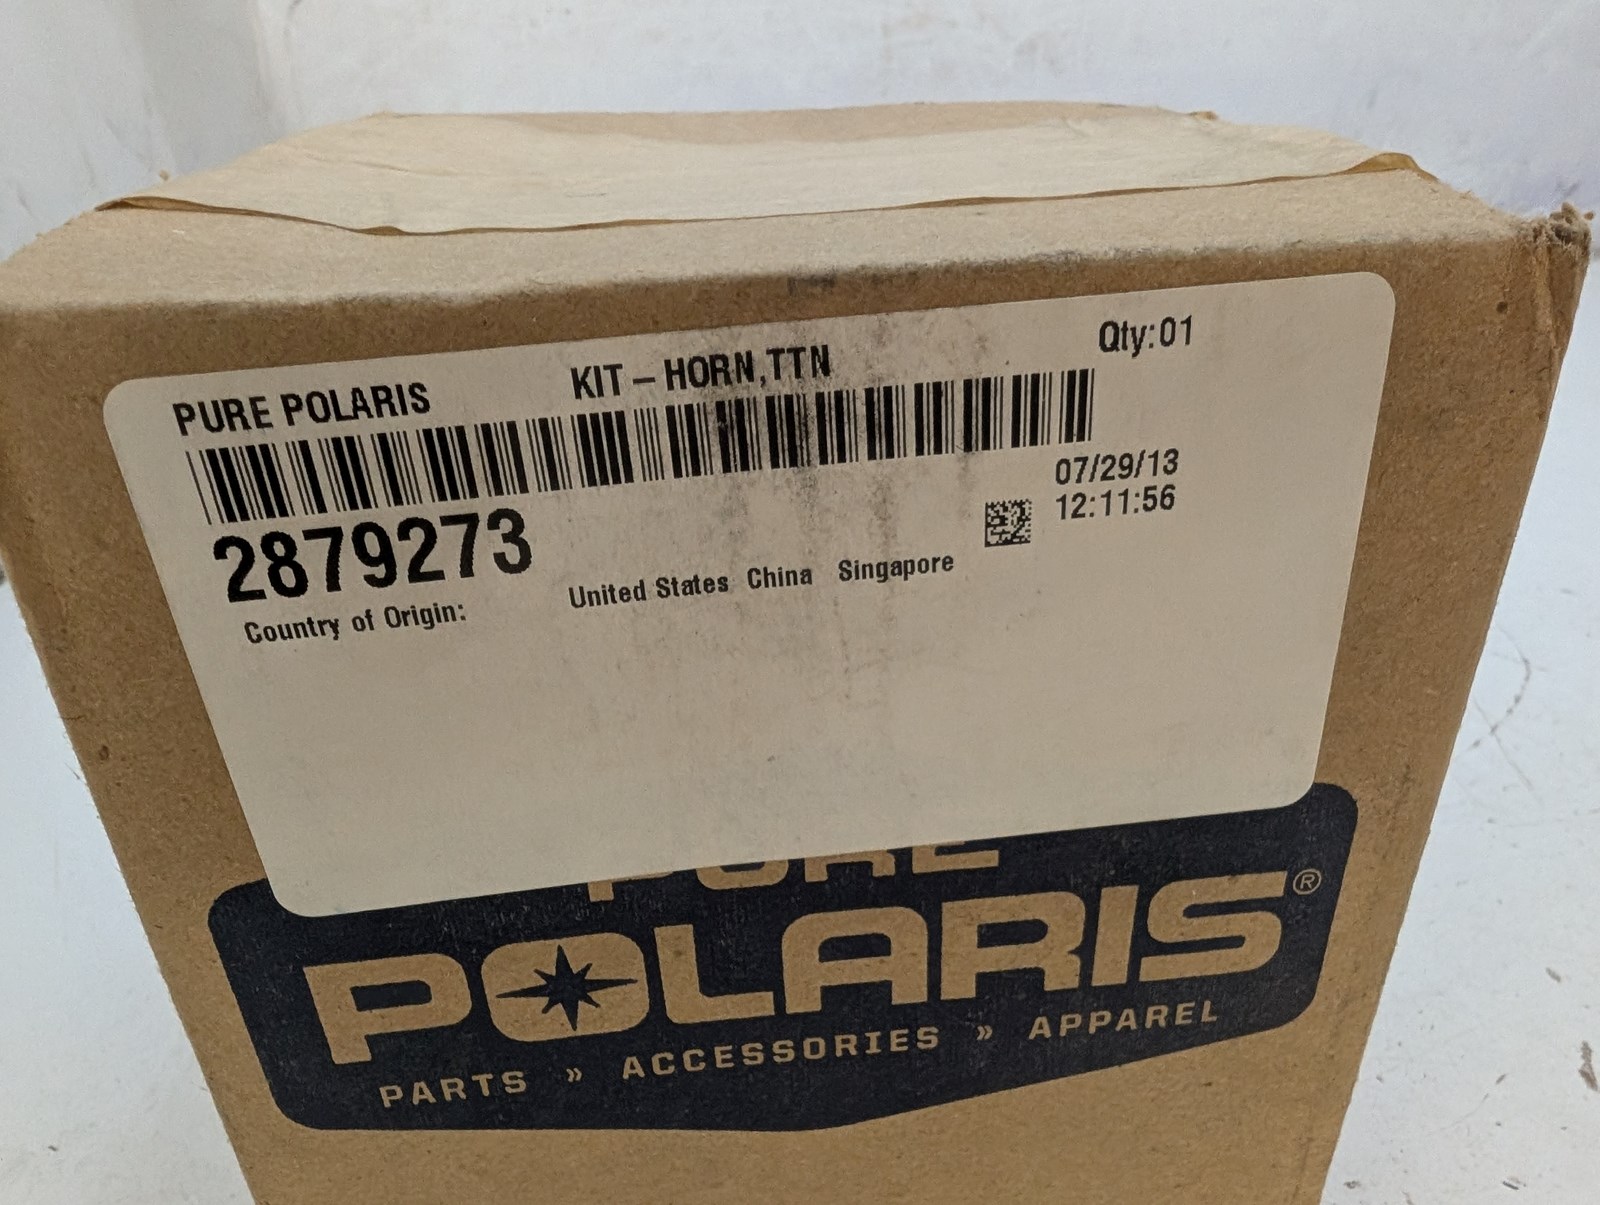 PURE POLARIS KIT – HORN,TTN Qty:01
07/29/13
2879273 12:11:56
Country of Origin: United States China Singapore
PURE
POLARIS®
PARTS » ACCESSORIES » APPAREL